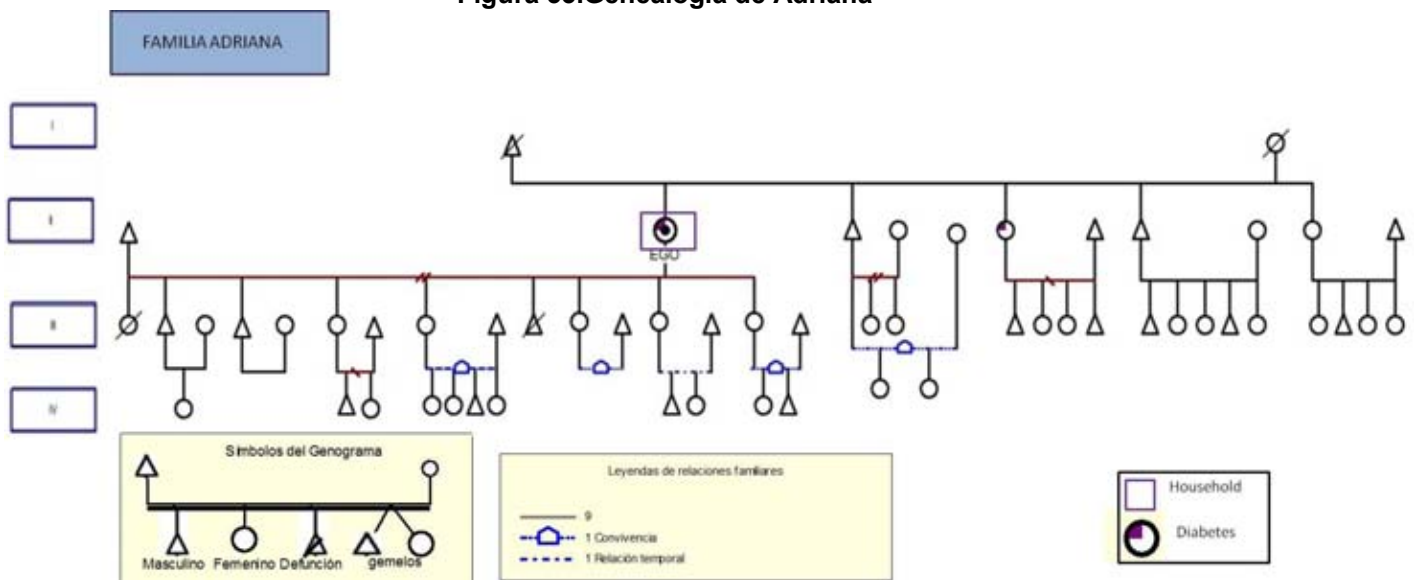 FAMILIA ADRIANA
I
II
EGO
III
IV
Símbolos del Genograma
Masculino Femenino Defunción gemelos
Leyendas de relaciones familiares
9
1 Convivencia
1 Relación temporal
Household
Diabetes